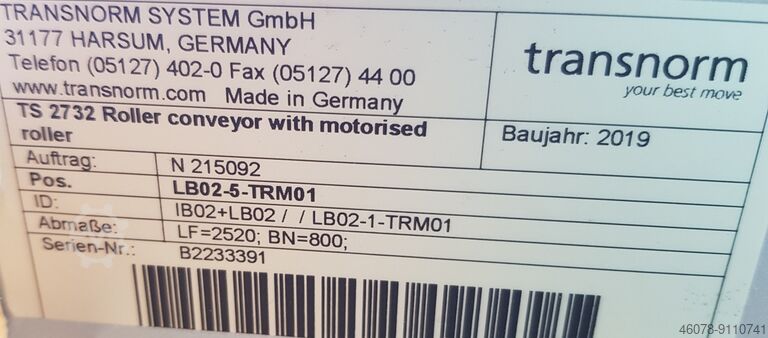 TRANSNORM SYSTEM GmbH
31177 HARSUM, GERMANY
Telefon (05127) 402-0 Fax (05127) 44 00
www.transnorm.com Made in Germany
transnorm
your best move
TS 2732 Roller conveyor with motorised
roller
Baujahr: 2019
Auftrag: N 215092
Pos. LB02-5-TRM01
ID: IB02+LB02 / / LB02-1-TRM01
Abmaße: LF=2520; BN=800;
Serien-Nr.: B2233391
46078-9110741